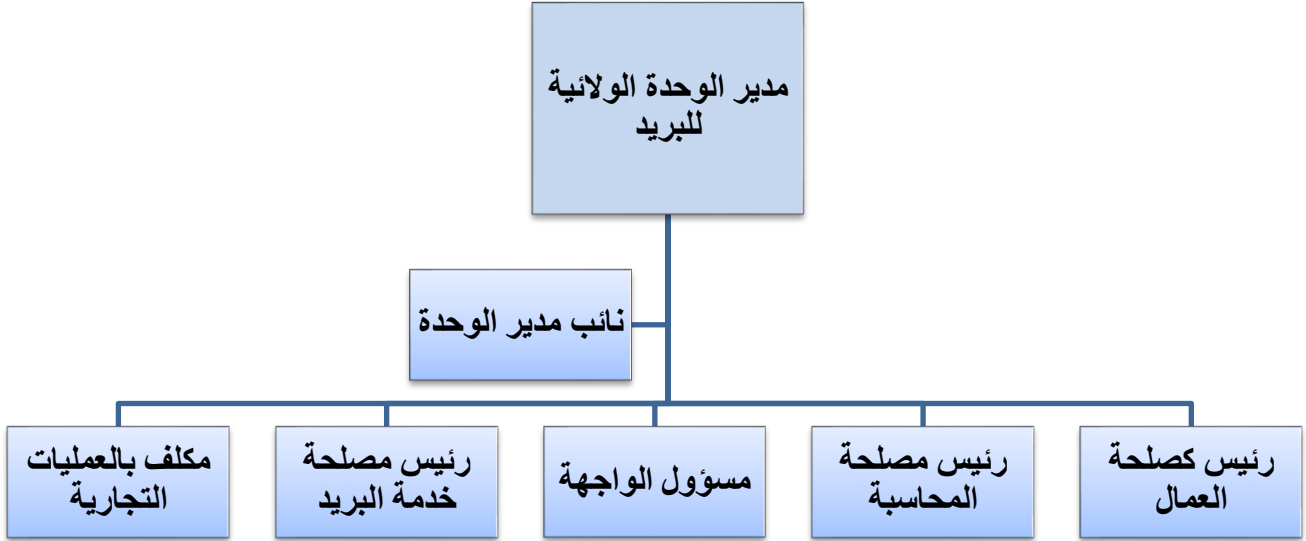 مدير الوحدة الولائية
للبريد
نائب مدير الوحدة
رئيس كصلحة
العمال
رئيس مصلحة
المحاسبة
مسؤول الواجهة
رئيس مصلحة
خدمة البريد
مكلف بالعمليات
التجارية